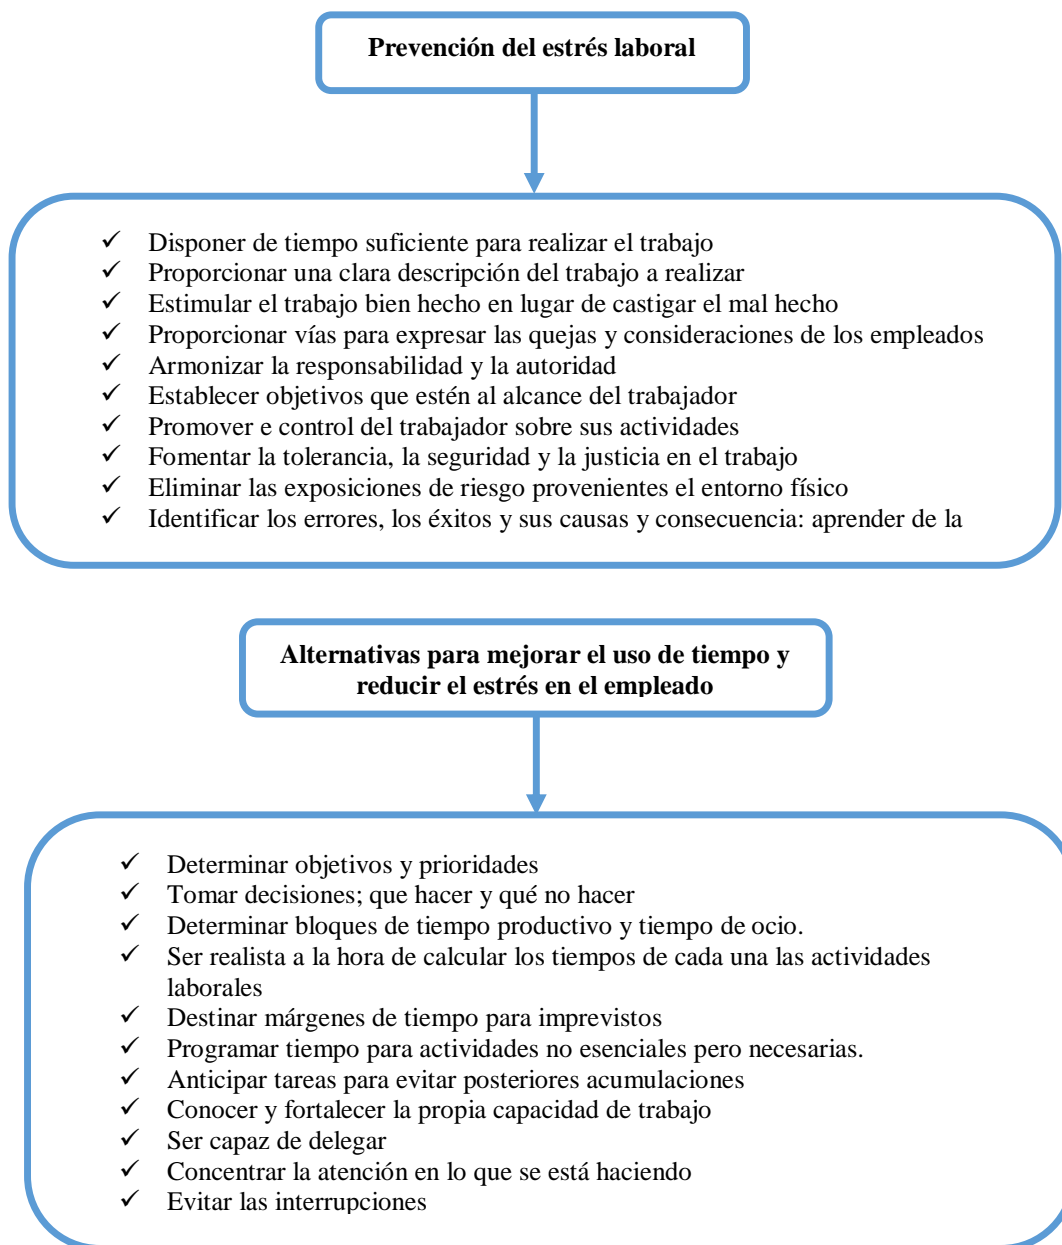 Prevención del estrés laboral
✓ Disponer de tiempo suficiente para realizar el trabajo
✓ Proporcionar una clara descripción del trabajo a realizar
✓ Estimular el trabajo bien hecho en lugar de castigar el mal hecho
✓ Proporcionar vías para expresar las quejas y consideraciones de los empleados
✓ Armonizar la responsabilidad y la autoridad
✓ Establecer objetivos que estén al alcance del trabajador
✓ Promover e control del trabajador sobre sus actividades
✓ Fomentar la tolerancia, la seguridad y la justicia en el trabajo
✓ Eliminar las exposiciones de riesgo provenientes el entorno físico
✓ Identificar los errores, los éxitos y sus causas y consecuencia: aprender de la
Alternativas para mejorar el uso de tiempo y
reducir el estrés en el empleado
✓ Determinar objetivos y prioridades
✓ Tomar decisiones; que hacer y qué no hacer
✓ Determinar bloques de tiempo productivo y tiempo de ocio.
✓ Ser realista a la hora de calcular los tiempos de cada una las actividades
laborales
✓ Destinar márgenes de tiempo para imprevistos
✓ Programar tiempo para actividades no esenciales pero necesarias.
✓ Anticipar tareas para evitar posteriores acumulaciones
✓ Conocer y fortalecer la propia capacidad de trabajo
✓ Ser capaz de delegar
✓ Concentrar la atención en lo que se está haciendo
✓ Evitar las interrupciones